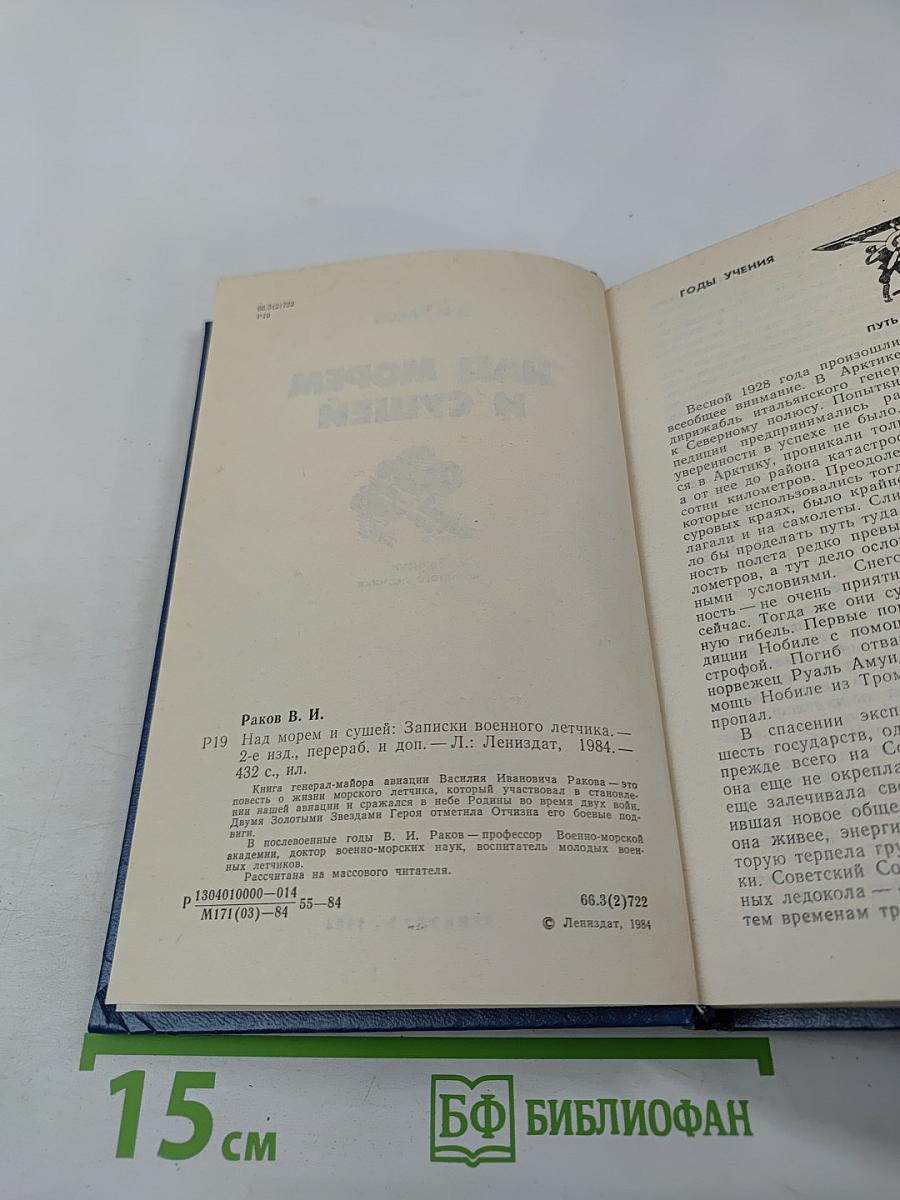 66.3(2)722
Р19
Раков В. И.
Р19 Над морем и сушей: Записки военного летчика.—
2-е изд., перераб. и доп. — Л.: Лениздат, 1984.—
432 с., ил.
Книга генерал-майора авиации Василия Ивановича Ракова — это
повесть о жизни морского летчика, который участвовал в становле-
нии нашей авиации и сражался в небе Родины во время двух войн.
Двумя Золотыми Звездами Героя отметила Отчизна его боевые под-
виги.
В послевоенные годы В. И. Раков — профессор Военно-морской
академии, доктор военно-морских наук, воспитатель молодых воен-
ных летчиков.
Рассчитана на массового читателя.
Р 1304010000—014
М171(03)—84 55—84
66.3(2)722
© Лениздат, 1984
ГОДЫ УЧЕНИЯ
ПУТЬ
Весной 1928 года произошли
всеобщее внимание. В Арктике
дирижабль итальянского генер
к Северному полюсу. Попытки
педиции предпринимались ра
уверенности в успехе не было.
ся в Арктику, проникали тол
а от нее до района катастро
сотни километров. Преодоле
которые использовались тогд
суровых краях, было крайне
лагали и на самолеты. Сли
ло бы проделать путь туда
ность полета редко превы
лометров, а тут дело ослож
ными условиями. Снего
ность — не очень приятн
сейчас. Тогда же они су
ную гибель. Первые по
диции Нобиле с помощ
строфой. Погиб отва
норвежец Руаль Амун
мощь Нобиле из Тром
пропал.
В спасении эксп
шесть государств, од
прежде всего на Со
она еще не окрепла
еще залечивала св
ившая новое обще
она живее, энерги
торую терпела гру
ки. Советский Со
ных ледокола —
тем временам тр
15 см
БФ БИБЛИОФАН